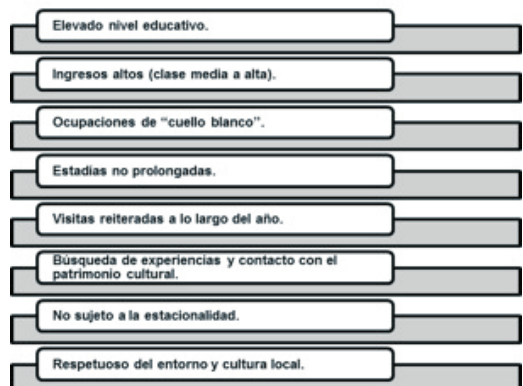 Elevado nivel educativo.
Ingresos altos (clase media a alta).
Ocupaciones de “cuello blanco”.
Estadías no prolongadas.
Visitas reiteradas a lo largo del año.
Búsqueda de experiencias y contacto con el
patrimonio cultural.
No sujeto a la estacionalidad.
Respetuoso del entorno y cultura local.